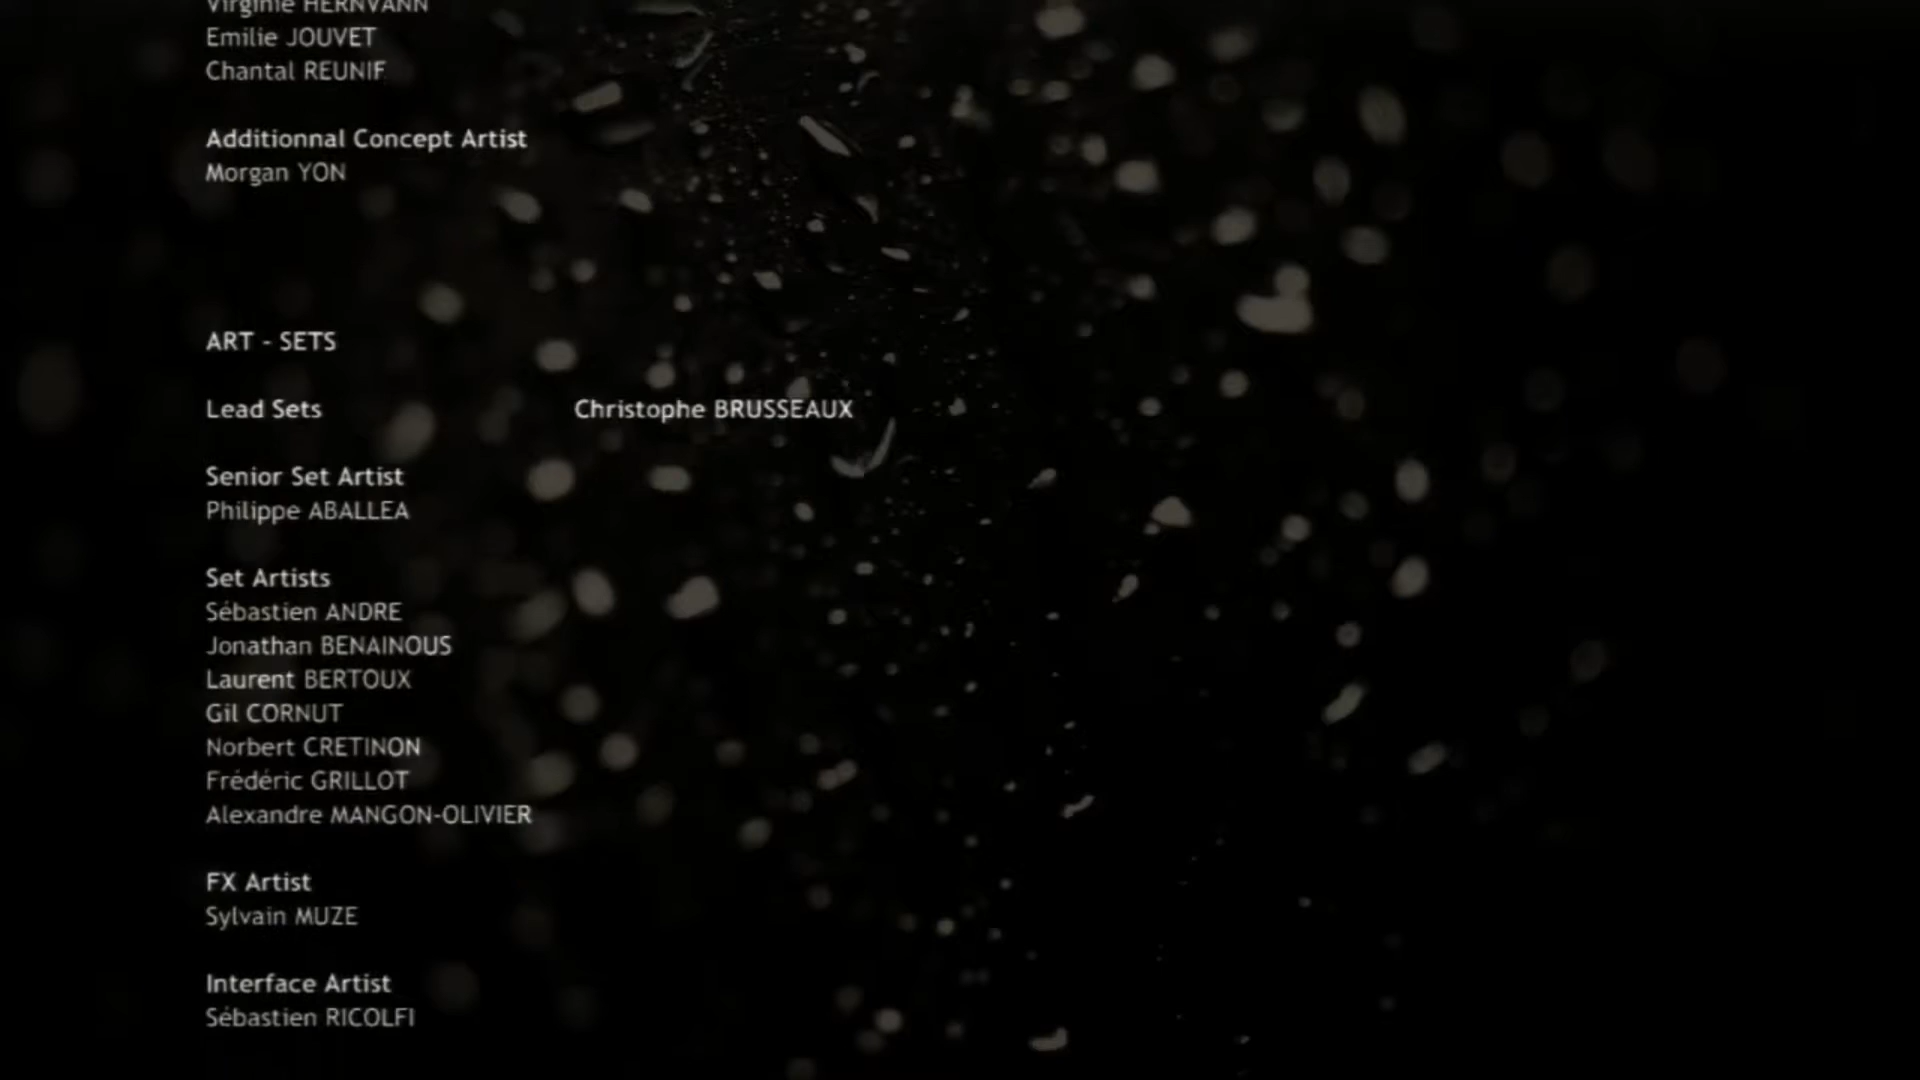 Virginie HERNVANN
Emilie JOUVET
Chantal REUNIF
Additionnal Concept Artist
Morgan YON
ART - SETS
Lead Sets Christophe BRUSSEAUX
Senior Set Artist
Philippe ABALLEA
Set Artists
Sébastien ANDRE
Jonathan BENAINOUS
Laurent BERTOUX
Gil CORNUT
Norbert CRETINON
Frédéric GRILLOT
Alexandre MANGON-OLIVIER
FX Artist
Sylvain MUZE
Interface Artist
Sébastien RICOLFI